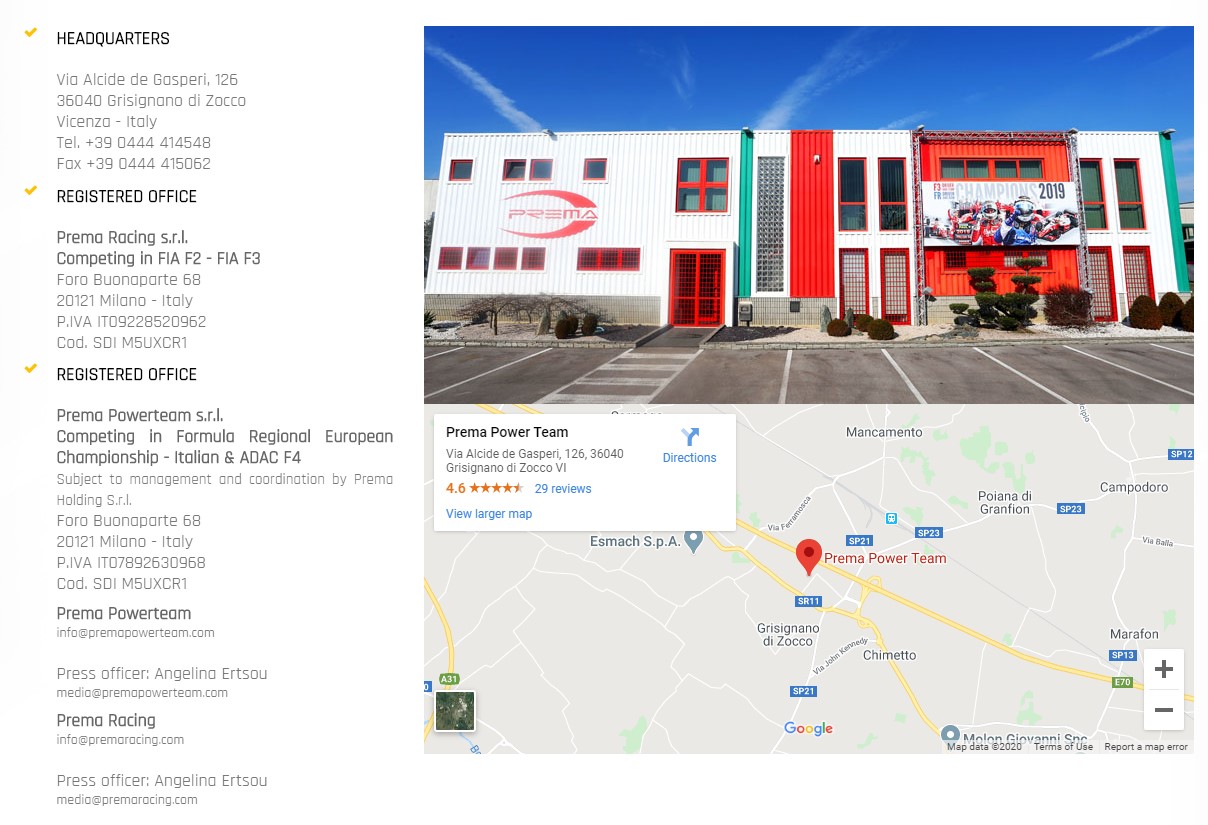 HEADQUARTERS
Via Alcide de Gasperi, 126
36040 Grisignano di Zocco
Vicenza - Italy
Tel. +39 0444 414548
Fax +39 0444 415062
REGISTERED OFFICE
Prema Racing s.r.l.
Competing in FIA F2 - FIA F3
Foro Buonaparte 68
20121 Milano - Italy
P.IVA IT09228520962
Cod. SDI M5UXCR1
REGISTERED OFFICE
Prema Powerteam s.r.l.
Competing in Formula Regional European
Championship - Italian & ADAC F4
Subject to management and coordination by Prema
Holding S.r.l.
Foro Buonaparte 68
20121 Milano - Italy
P.IVA IT07892630968
Cod. SDI M5UXCR1
Prema Powerteam
info@premapowerteam.com
Press officer: Angelina Ertsou
media@premapowerteam.com
Prema Racing
info@premaracing.com
Press officer: Angelina Ertsou
media@premaracing.com
PREMA
F3
FR
CHAMPIONS 2019
Prema Power Team
Via Alcide de Gasperi, 126, 36040
Grisignano di Zocco VI
4.6
29 reviews
View larger map
Directions
Mancamento
SP12
Campodoro
Poiana di
Granfion
SP23
Via Ferramosca
SP23
Via Balla
Esmach S.p.A.
SP21
Prema Power Team
SR11
Grisignano
di Zocco
Marafon
Via John Kennedy
Chimetto
SP13
A31
E70
SP21
Google
Molon Giovanni Snc
Map data ©2020
Terms of Use
Report a map error